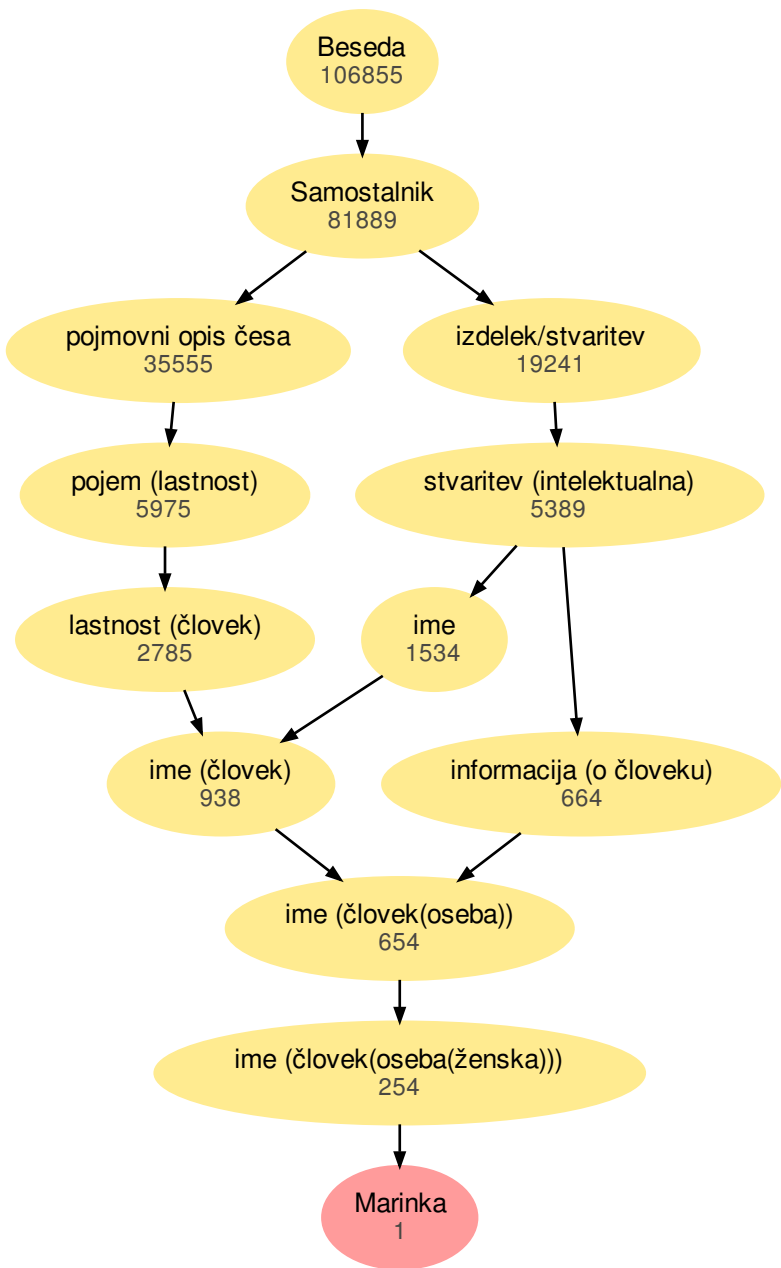 Beseda
106855
Samostalnik
81889
pojmovni opis česa
35555
izdelek/stvaritev
19241
pojem (lastnost)
5975
stvaritev (intelektualna)
5389
lastnost (človek)
2785
ime
1534
ime (človek)
938
informacija (o človeku)
664
ime (človek(oseba))
654
ime (človek(oseba(ženska)))
254
Marinka
1